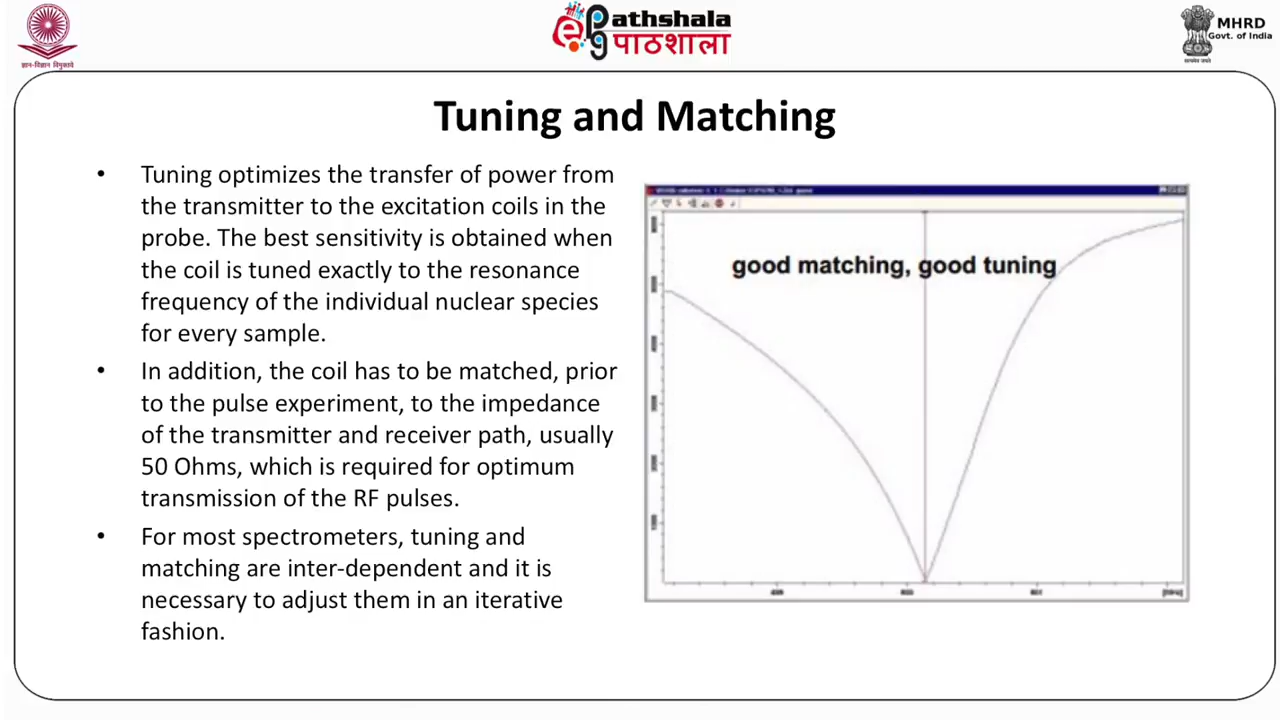 ज्ञान-विज्ञान विमुक्तये
Pathshala
पाठशाला
MHRD
Govt. of India
सत्यमेव जयते
Tuning and Matching
• Tuning optimizes the transfer of power from
the transmitter to the excitation coils in the
probe. The best sensitivity is obtained when
the coil is tuned exactly to the resonance
frequency of the individual nuclear species
for every sample.
• In addition, the coil has to be matched, prior
to the pulse experiment, to the impedance
of the transmitter and receiver path, usually
50 Ohms, which is required for optimum
transmission of the RF pulses.
• For most spectrometers, tuning and
matching are inter-dependent and it is
necessary to adjust them in an iterative
fashion.
good matching, good tuning